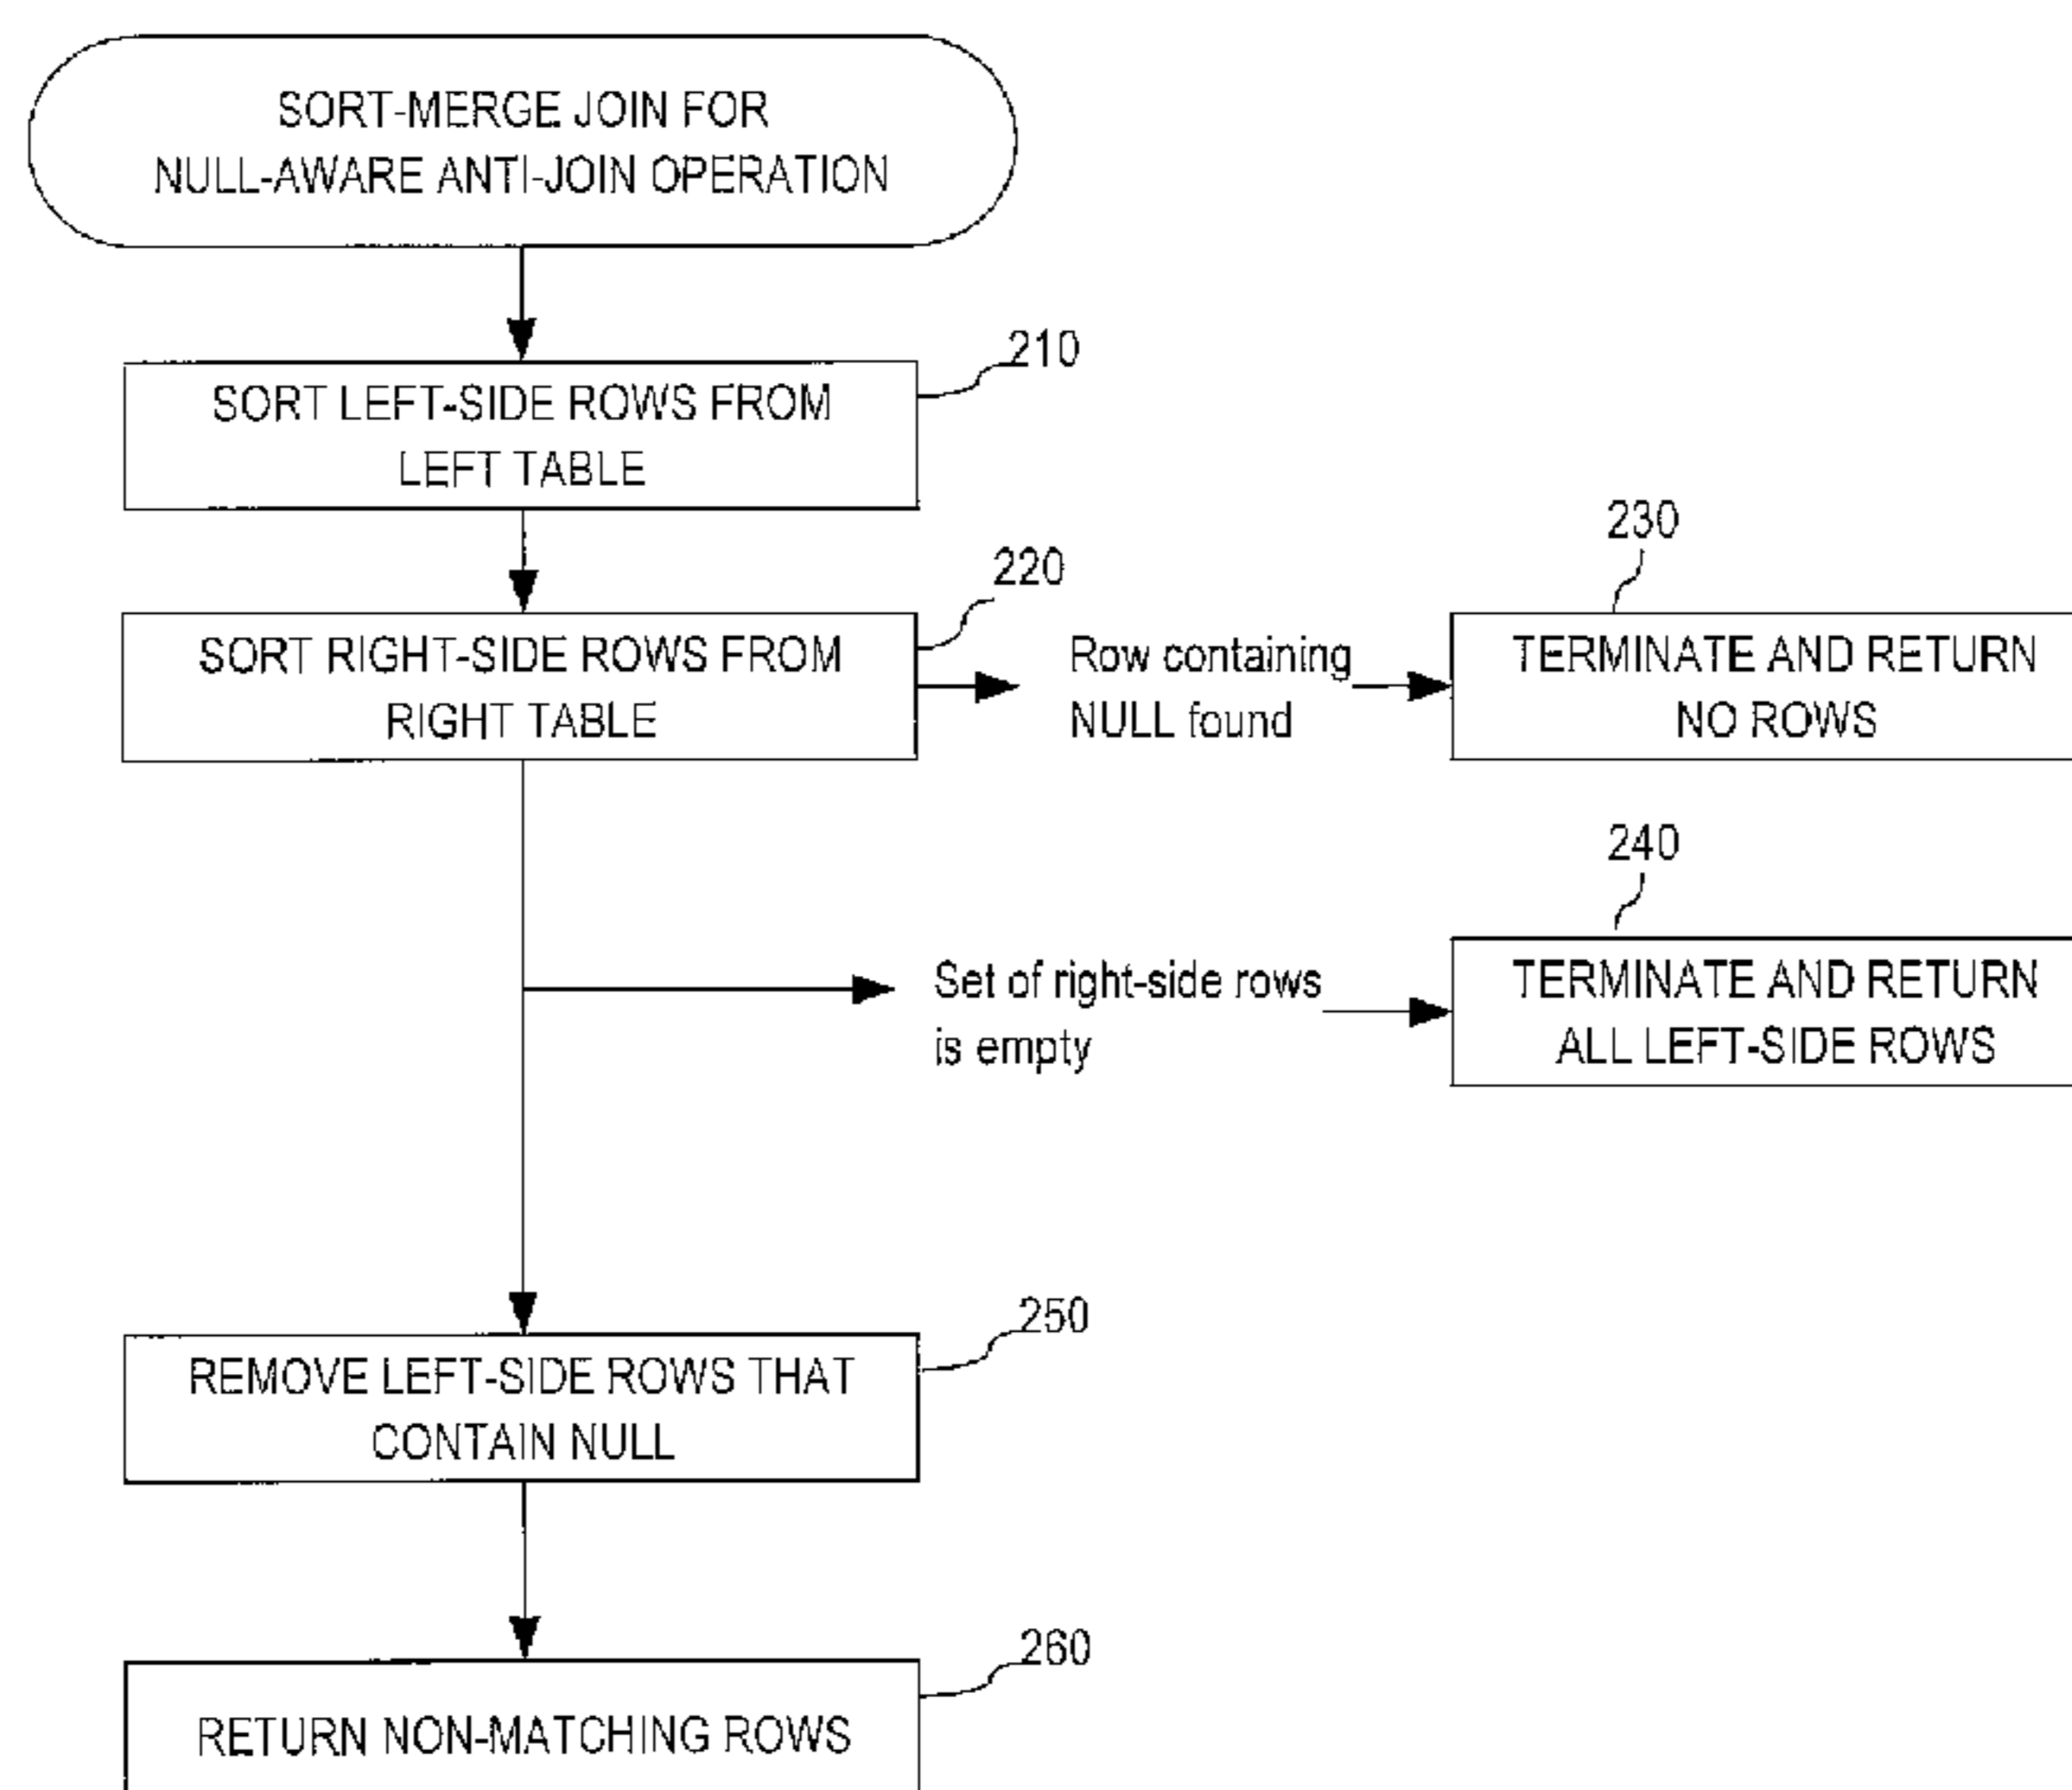 SORT-MERGE JOIN FOR
NULL-AWARE ANTI-JOIN OPERATION
210
SORT LEFT-SIDE ROWS FROM
LEFT TABLE
220
SORT RIGHT-SIDE ROWS FROM
RIGHT TABLE
Row containing
NULL found
230
TERMINATE AND RETURN
NO ROWS
240
Set of right-side rows
is empty
TERMINATE AND RETURN
ALL LEFT-SIDE ROWS
250
REMOVE LEFT-SIDE ROWS THAT
CONTAIN NULL
260
RETURN NON-MATCHING ROWS